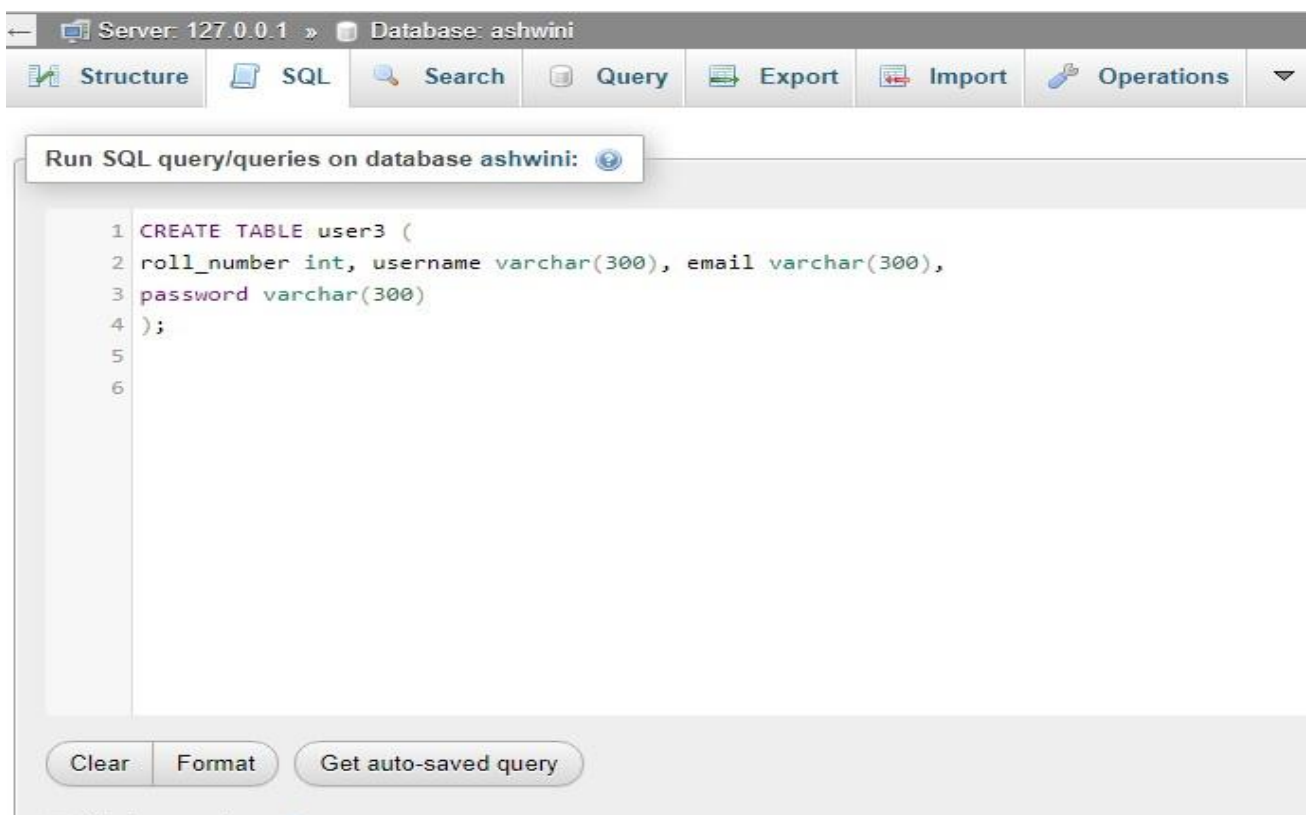 ← Server: 127.0.0.1 » Database: ashwini
Structure SQL Search Query Export Import Operations
Run SQL query/queries on database ashwini:
1 CREATE TABLE user3 (
2 roll_number int, username varchar(300), email varchar(300),
3 password varchar(300)
4 );
5
6
Clear Format Get auto-saved query